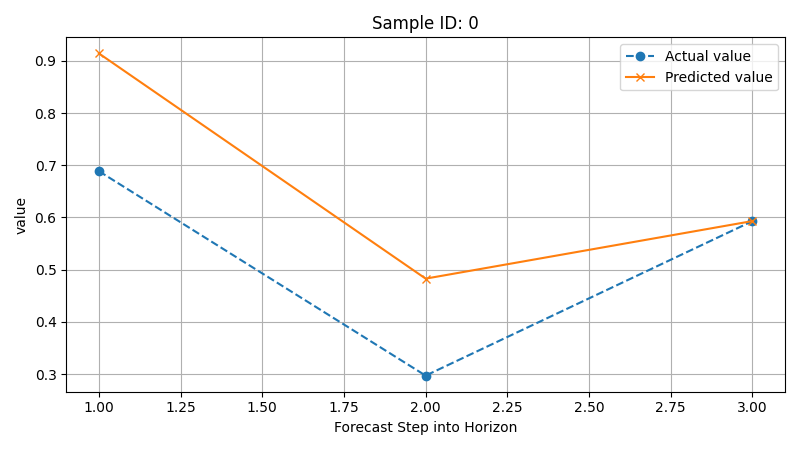 Sample ID: 0
Actual value
Predicted value
value
0.9
0.8
0.7
0.6
0.5
0.4
0.3
1.00 1.25 1.50 1.75 2.00 2.25 2.50 2.75 3.00
Forecast Step into Horizon